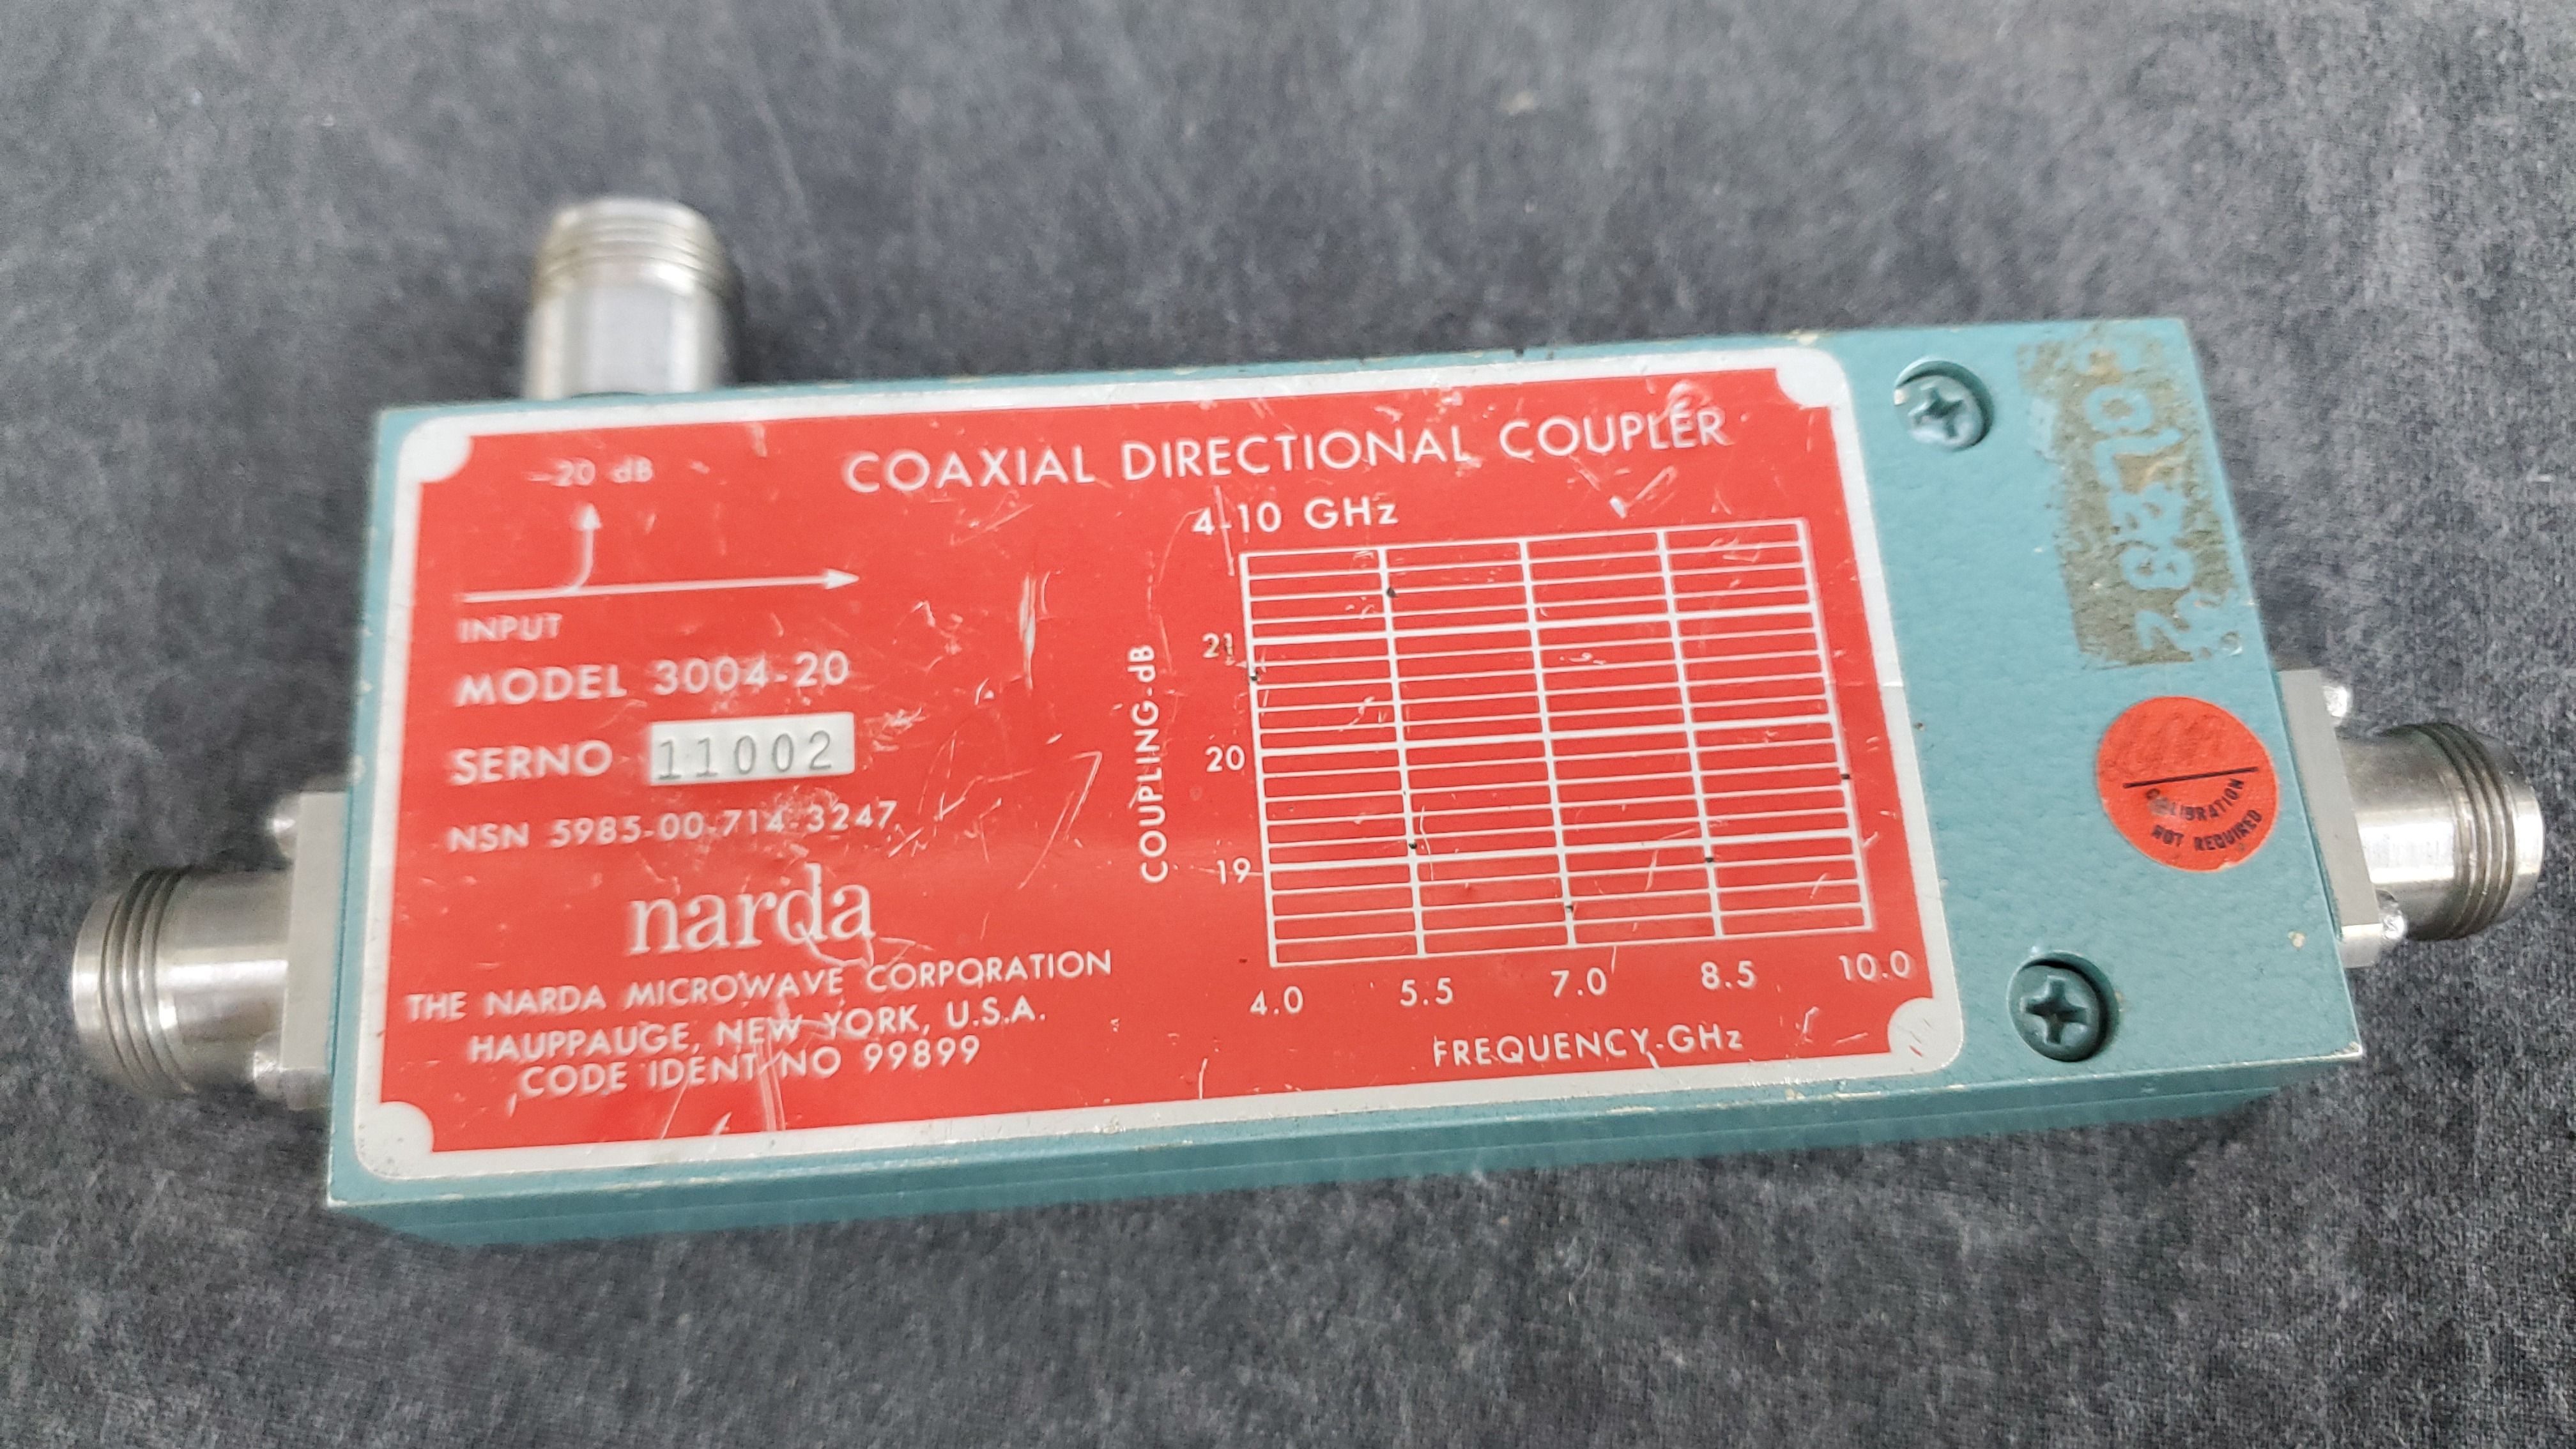 -20 dB
COAXIAL DIRECTIONAL COUPLER
4-10 GHz
INPUT
MODEL 3004-20
SERNO 11002
NSN 5985-00-714-3247
narda
THE NARDA MICROWAVE CORPORATION
HAUPPAUGE, NEW YORK, U.S.A.
CODE IDENT NO 99899
COUPLING-dB
21
20
19
4.0 5.5 7.0 8.5 10.0
FREQUENCY-GHz
CALIBRATION
NOT REQUIRED